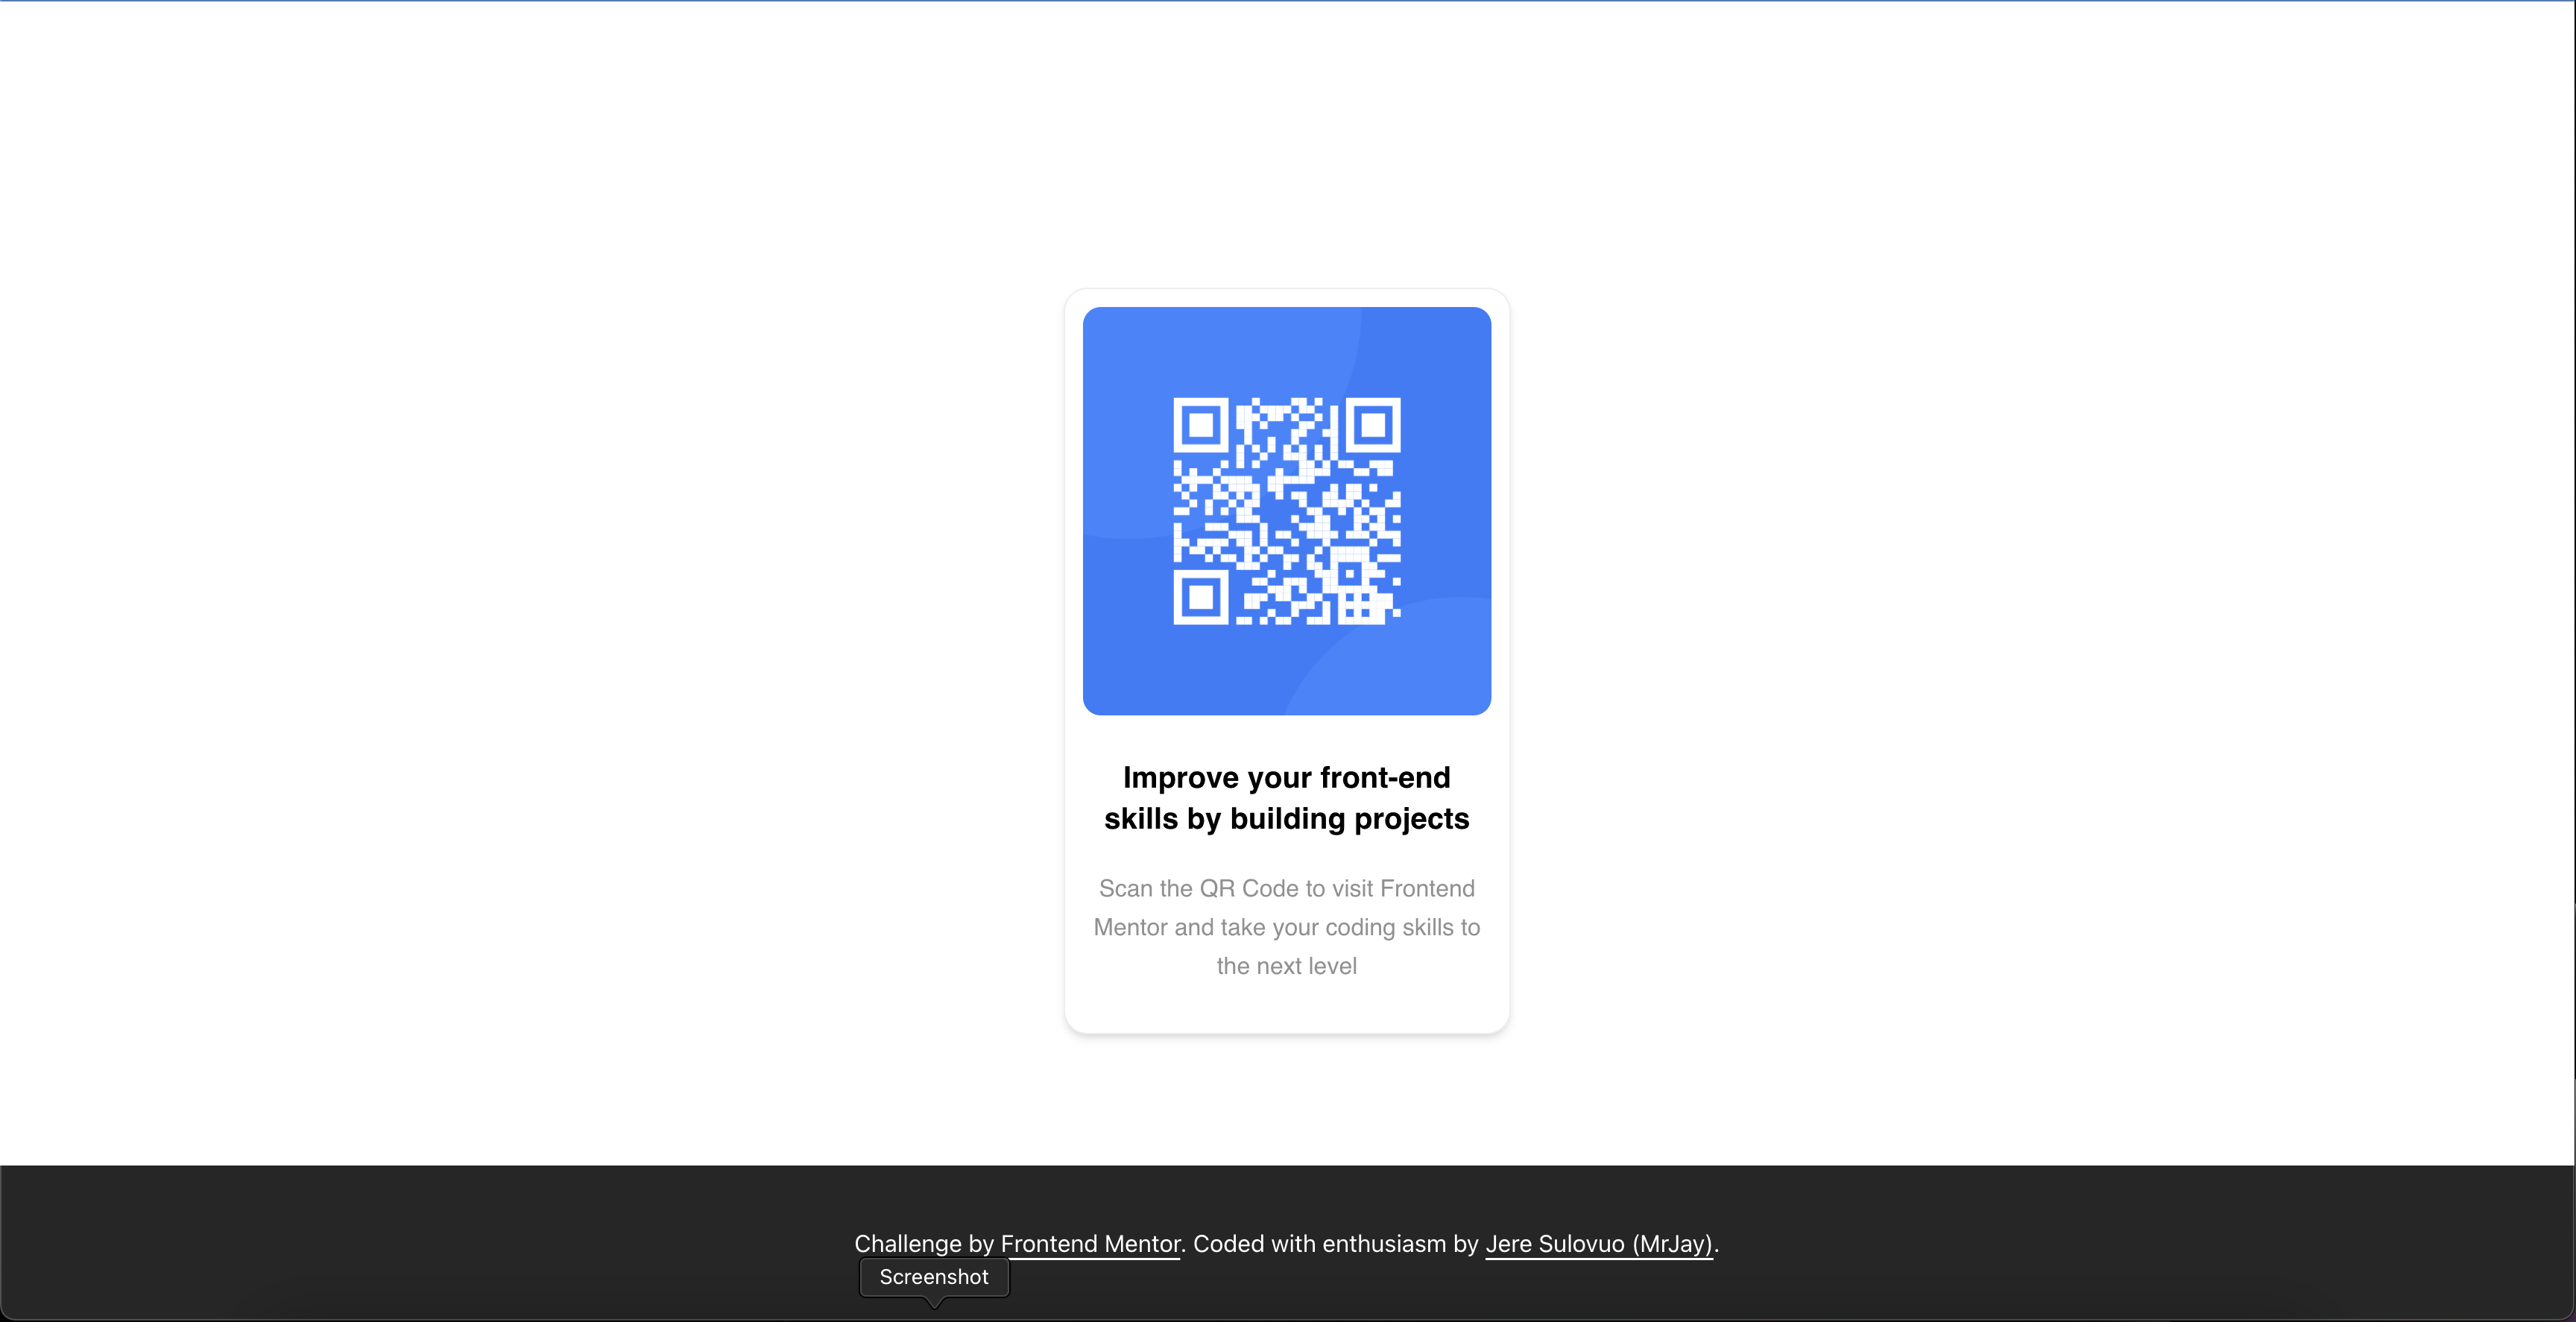 Improve your front-end
skills by building projects
Scan the QR Code to visit Frontend
Mentor and take your coding skills to
the next level
Challenge by Frontend Mentor. Coded with enthusiasm by Jere Sulovuo (MrJay).
Screenshot